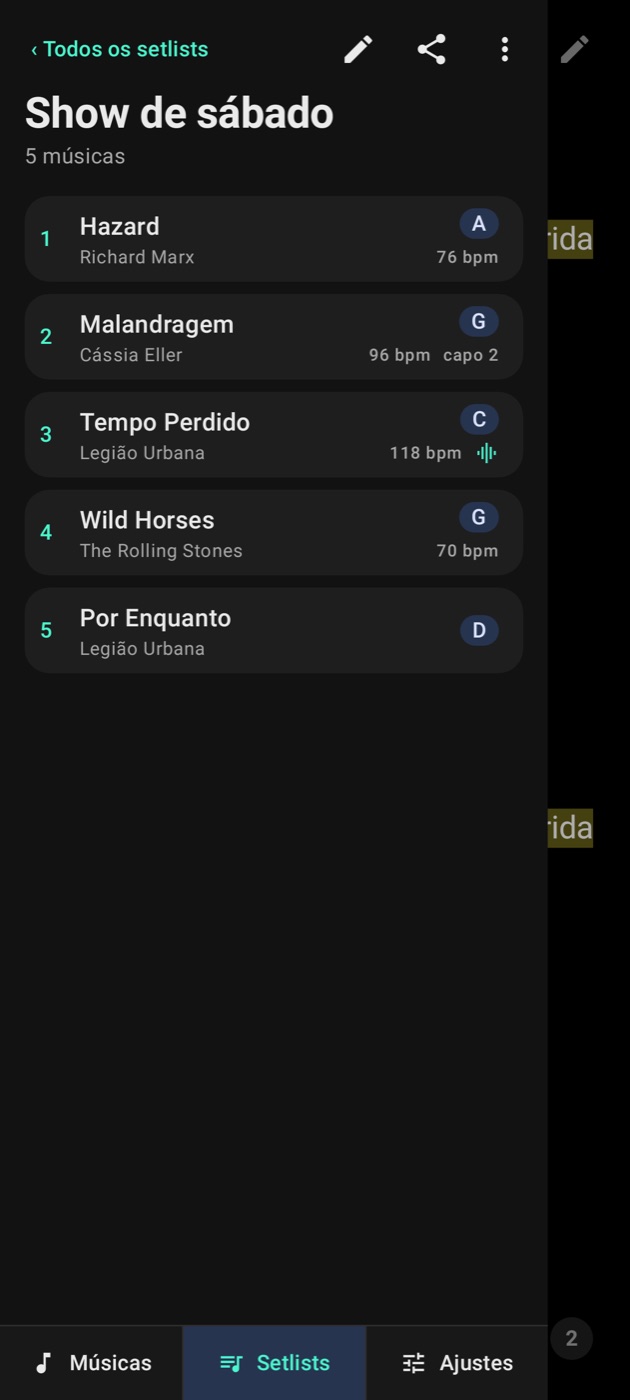 ‹ Todos os setlists
Show de sábado
5 músicas
1
Hazard
A
Richard Marx
76 bpm
2
Malandragem
G
Cássia Eller
96 bpm capo 2
3
Tempo Perdido
C
Legião Urbana
118 bpm
4
Wild Horses
G
The Rolling Stones
70 bpm
5
Por Enquanto
D
Legião Urbana
rida
rida
2
Músicas
Setlists
Ajustes